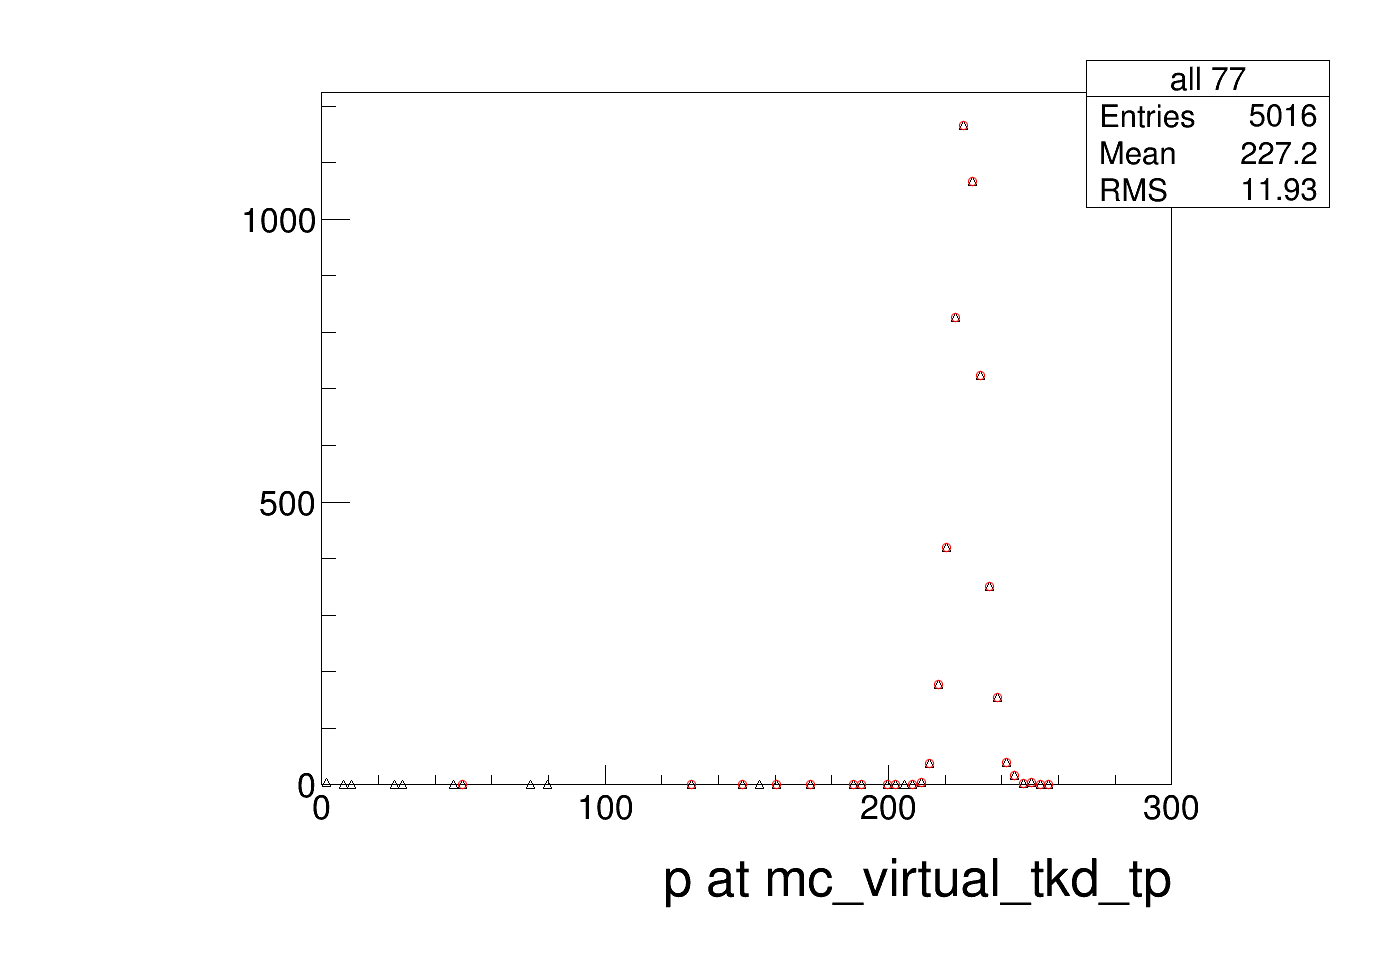 all 77
Entries 5016
Mean 227.2
RMS 11.93
1000
500
0
0 100 200 300
p at mc_virtual_tkd_tp